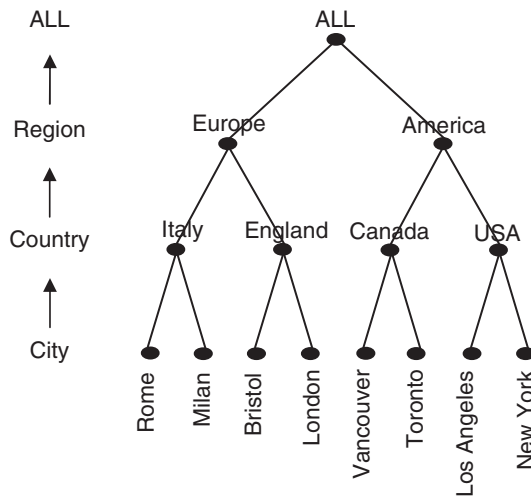 ALL
ALL
Region
Europe
America
Country
Italy
England
Canada
USA
City
Rome
Milan
Bristol
London
Vancouver
Toronto
Los Angeles
New York